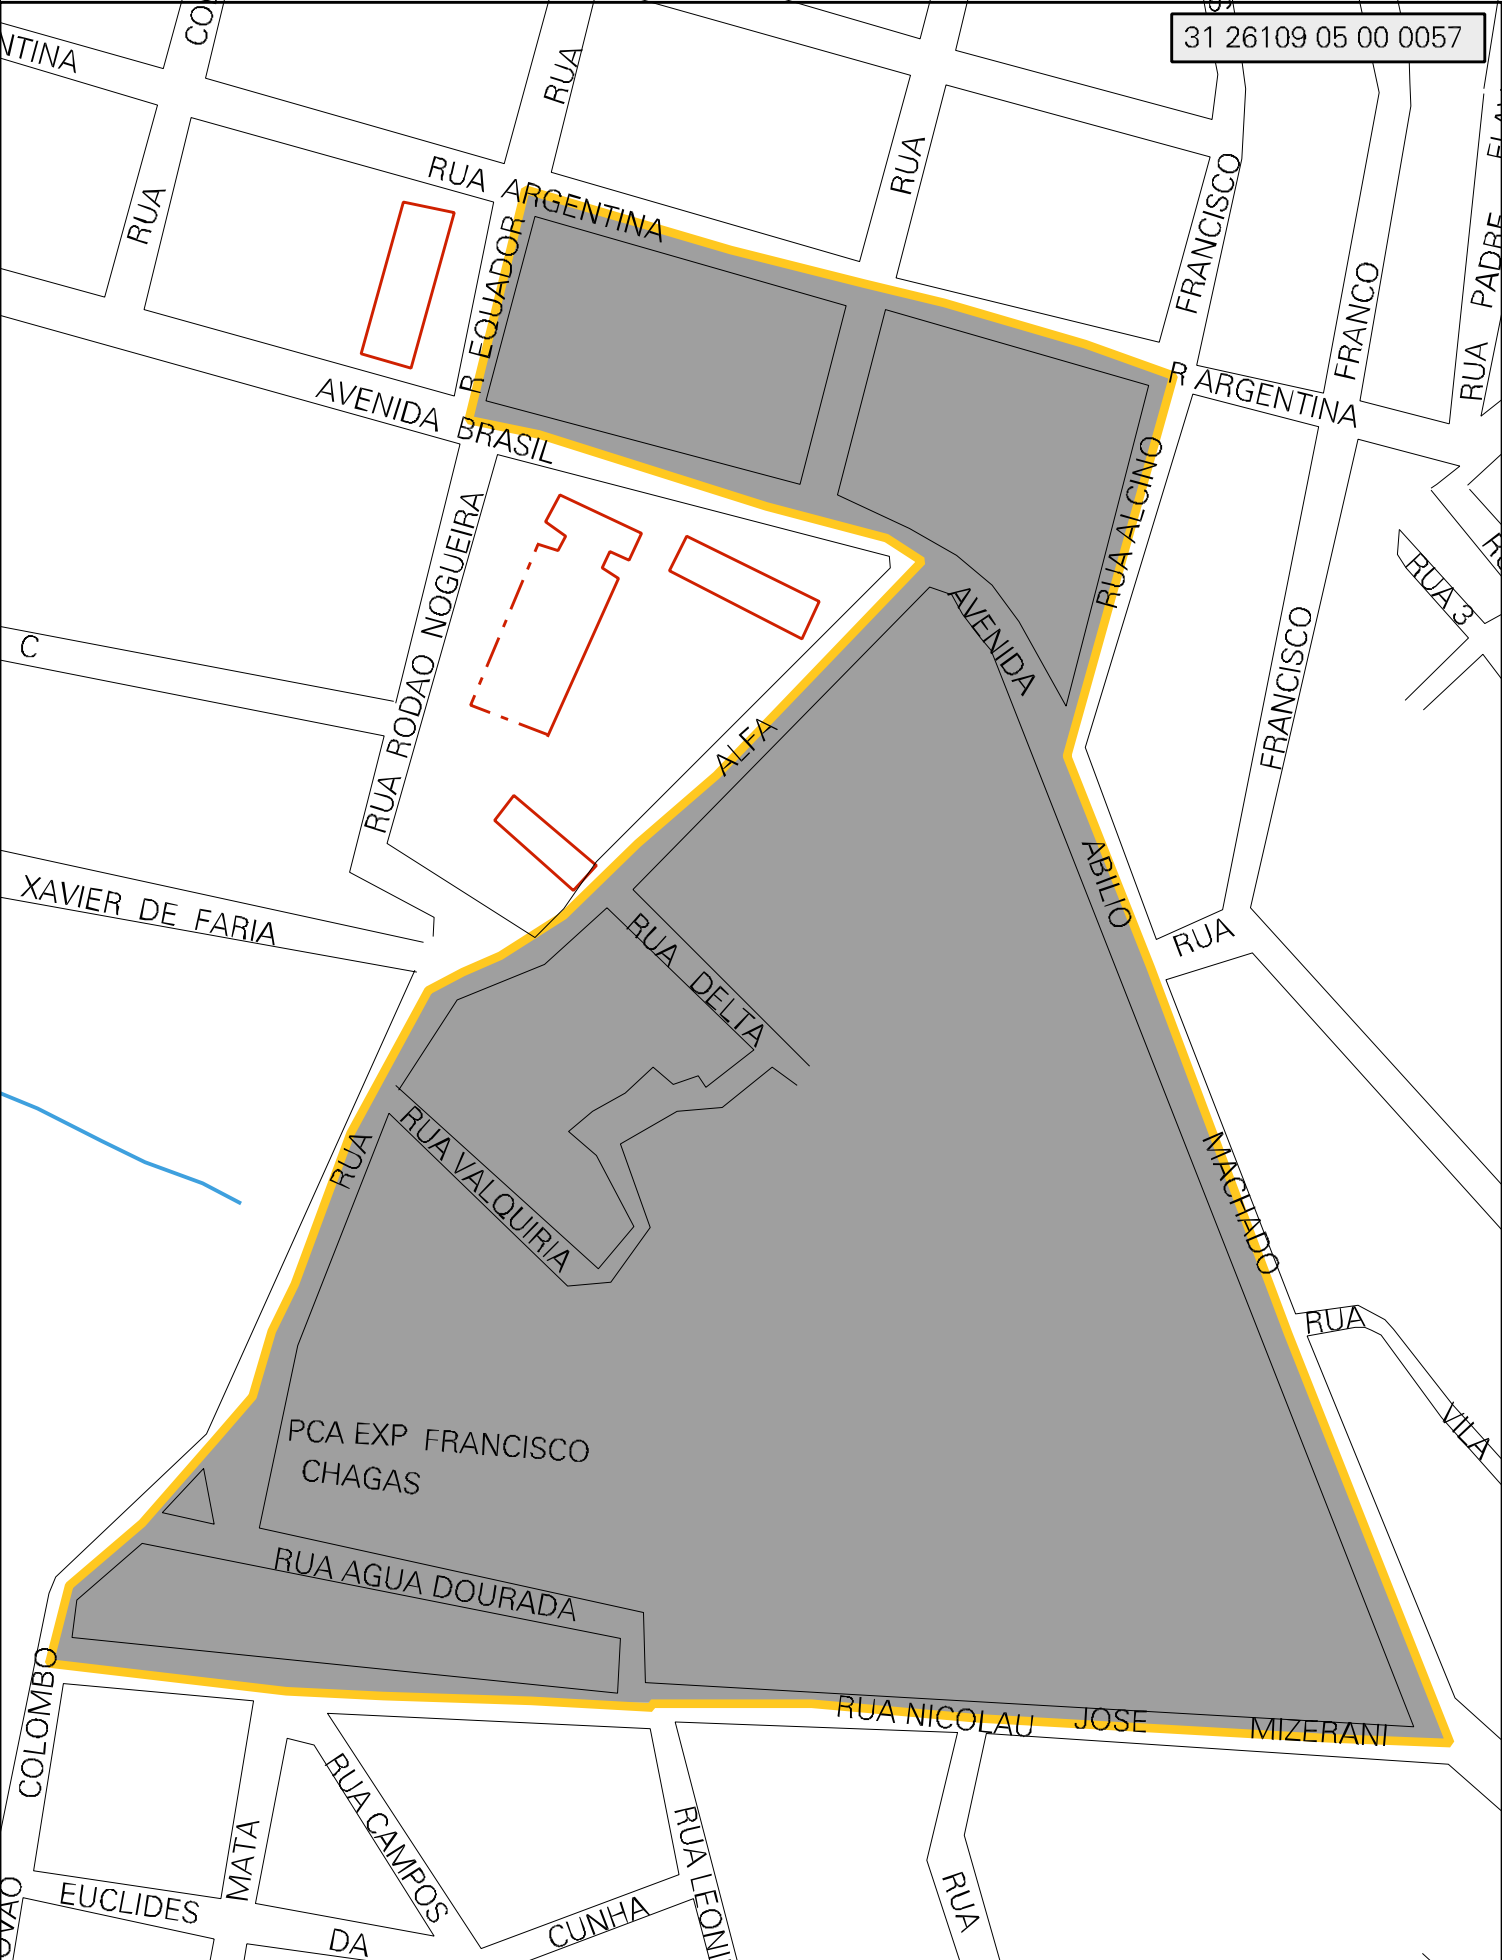 31 26109 05 00 0057
RUA
RUA
RUA ARGENTINA
RUA
RUA
FRANCISCO
FRANCO
RUA PADRE
R EQUADOR
R ARGENTINA
AVENIDA BRASIL
RUA ALCINO
RUA RODAO NOGUEIRA
RUA 3
AVENIDA ABILIO MACHADO
FRANCISCO
C
RUA ALFA
XAVIER DE FARIA
RUA
RUA DELTA
RUA VALQUIRIA
RUA
VILA
PCA EXP FRANCISCO
CHAGAS
RUA AGUA DOURADA
COLOMBO
RUA NICOLAU JOSE MIZERANI
RUA CAMPOS
MATA
RUA LEONI
RUA
EUCLIDES DA CUNHA